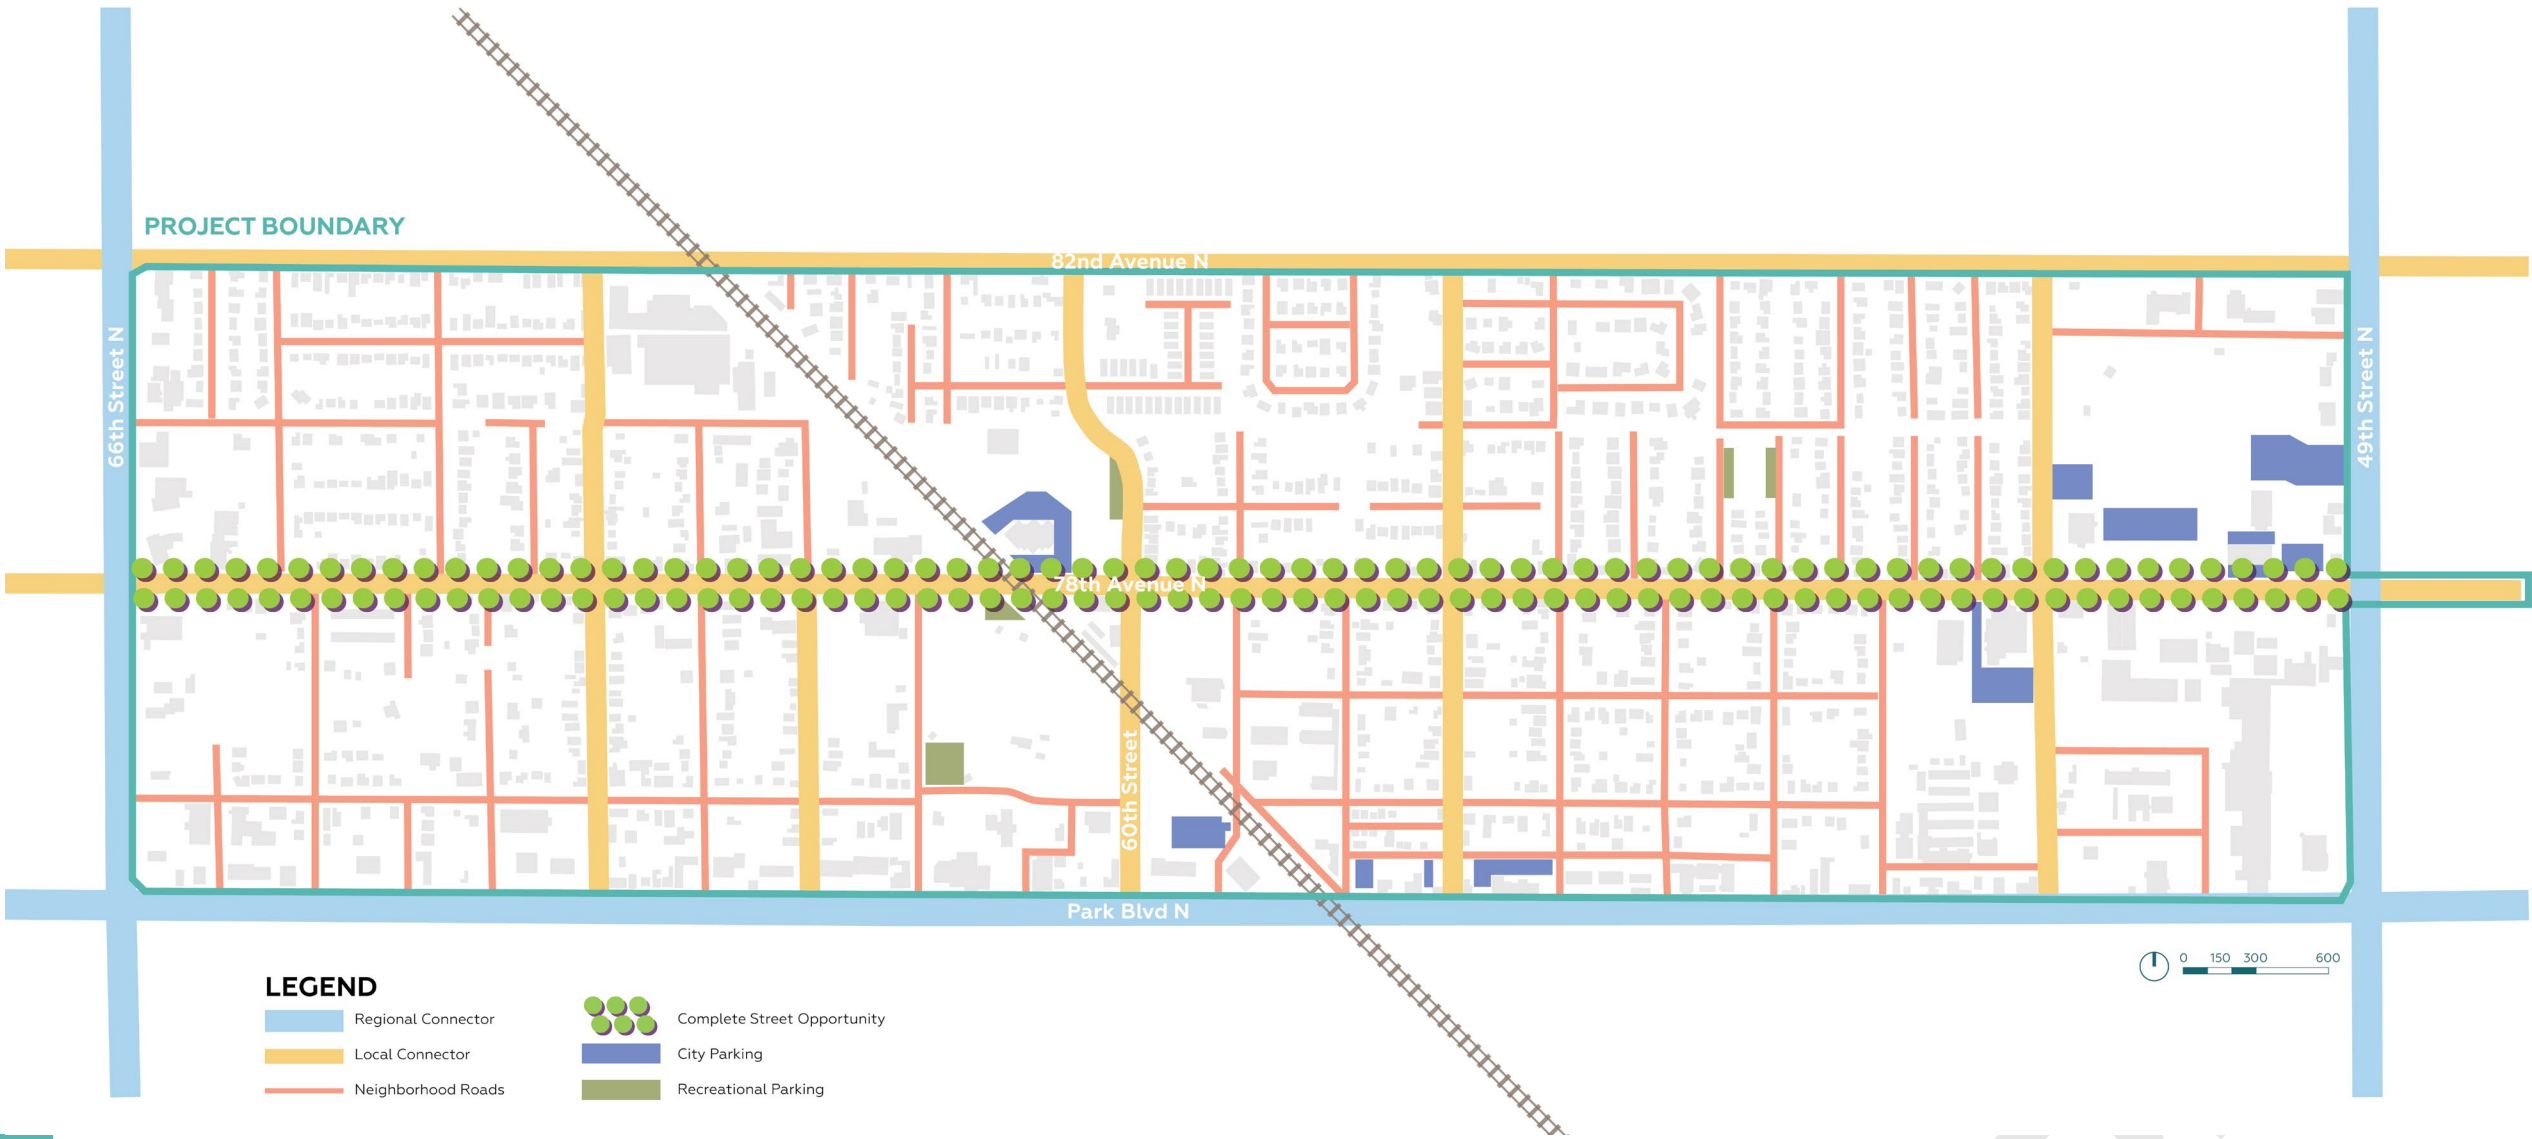 PROJECT BOUNDARY
82nd Avenue N
66th Street N
49th Street N
78th Avenue N
60th Street
Park Blvd N
0 150 300 600
LEGEND
Regional Connector
Local Connector
Neighborhood Roads
Complete Street Opportunity
City Parking
Recreational Parking